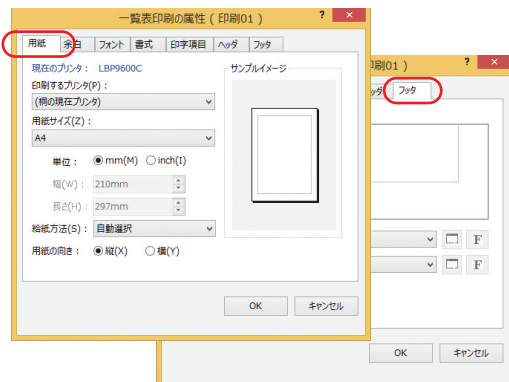 一覧表印刷の属性 ( 印刷01 )
? ×
用紙 余白 フォント 書式 印字項目 ヘッダ フッタ
現在のプリンタ : LBP9600C
印刷するプリンタ(P) :
(桐の現在プリンタ)
用紙サイズ(Z) :
A4
単位 : mm(M) inch(I)
幅(W) : 210mm
長さ(H) : 297mm
給紙方法(S) : 自動選択
用紙の向き : 縦(X) 横(Y)
サンプルイメージ
OK キャンセル
印刷01 )
? ×
ッダ フッタ
F
F
OK キャンセル